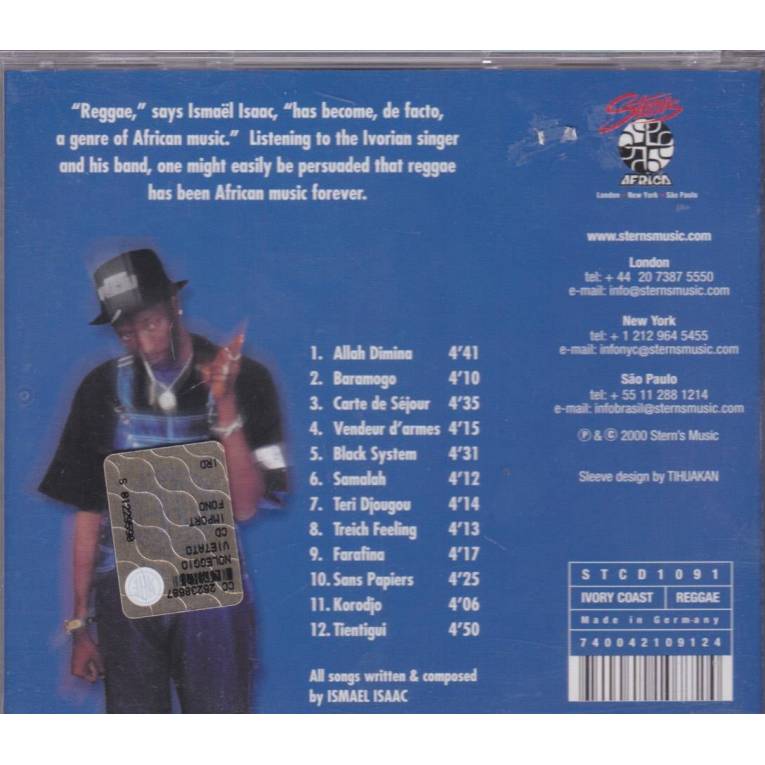 "Reggae," says Ismaël Isaac, "has become, de facto,
a genre of African music." Listening to the Ivorian singer
and his band, one might easily be persuaded that reggae
has been African music forever.
Stern's
AFRICA
London • New York • São Paulo
www.sternsmusic.com
London
tel: + 44 20 7387 5550
e-mail: info@sternsmusic.com
New York
tel: + 1 212 964 5455
e-mail: infonyc@sternsmusic.com
São Paulo
tel: + 55 11 288 1214
e-mail: infobrasil@sternsmusic.com
℗ & © 2000 Stern's Music
Sleeve design by TIHUAKAN
1. Allah Dimina 4'41
2. Baramogo 4'10
3. Carte de Séjour 4'35
4. Vendeur d'armes 4'15
5. Black System 4'31
6. Samalah 4'12
7. Teri Djougou 4'14
8. Treich Feeling 4'13
9. Farafina 4'17
10. Sans Papiers 4'25
11. Korodjo 4'06
12. Tientigui 4'50
All songs written & composed
by ISMAEL ISAAC
IRD
FONO
IMPORT
CD
VIETATO
NOLEGGIO
STCD1091
IVORY COAST REGGAE
Made in Germany
740042109124